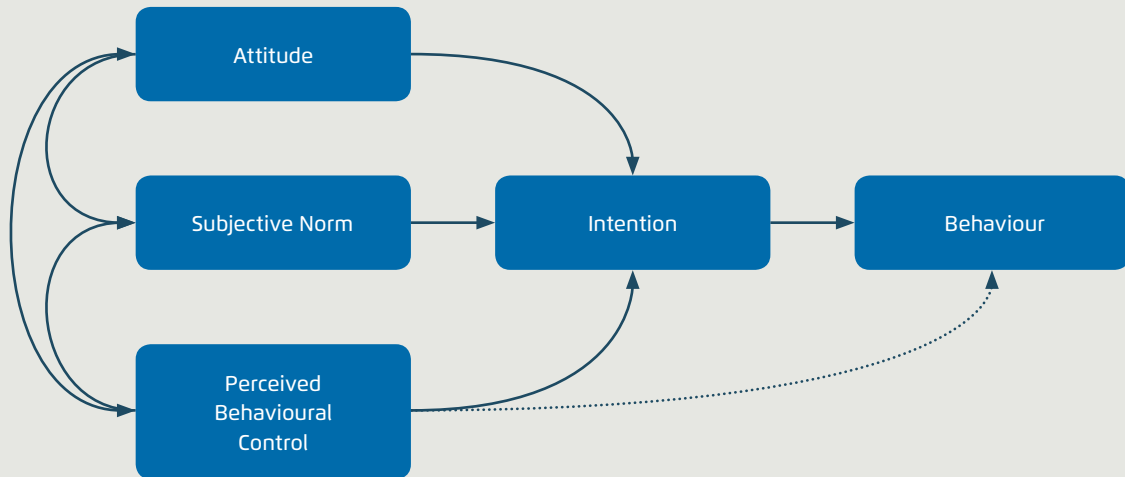 Attitude
Subjective Norm
Intention
Behaviour
Perceived
Behavioural
Control